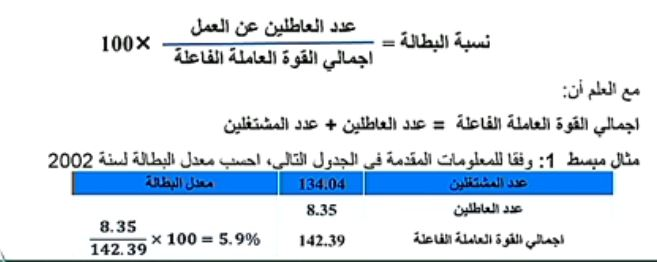 نسبة البطالة = عدد العاطلين عن العمل / اجمالي القوة العاملة الفاعلة ×100
مع العلم أن:
اجمالي القوة العاملة الفاعلة = عدد العاطلين + عدد المشتغلين
مثال مبسط 1: وفقا للمعلومات المقدمة في الجدول التالي، احسب معدل البطالة لسنة 2002
عدد المشتغلين 134.04 معدل البطالة
عدد العاطلين 8.35
اجمالي القوة العاملة الفاعلة 142.39 8.35/142.39 × 100 = 5.9%